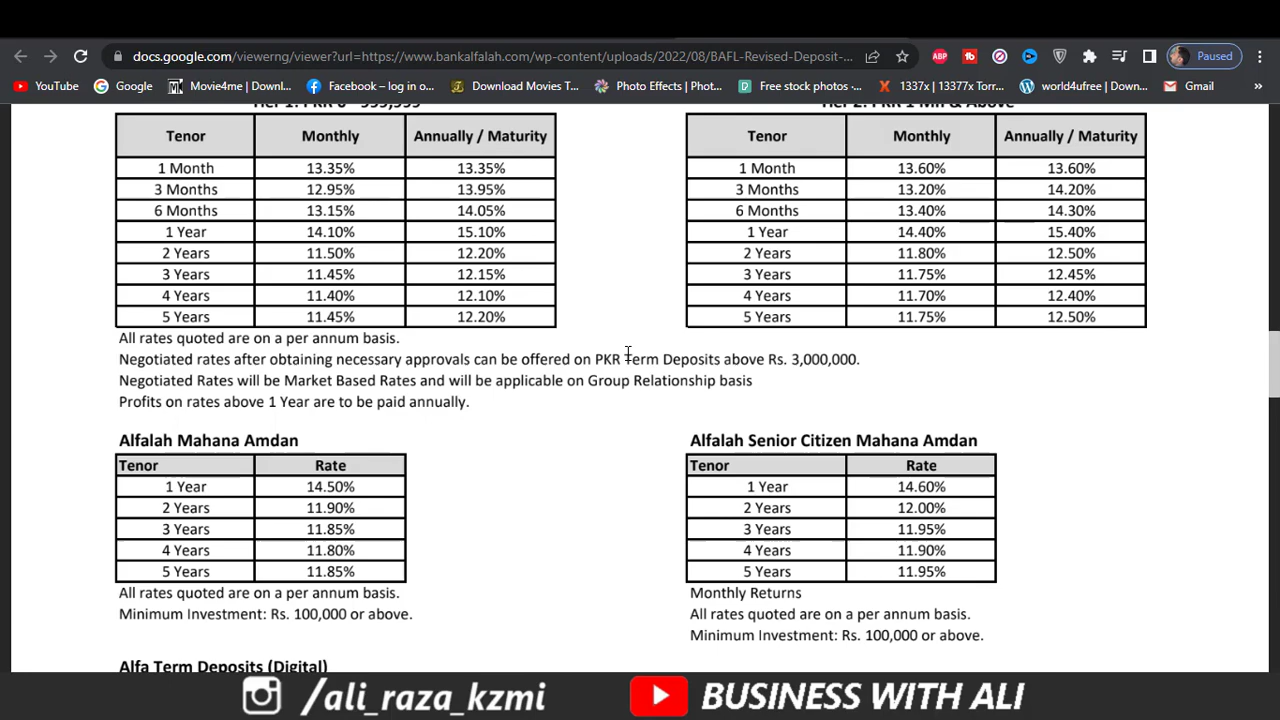 docs.google.com/viewerng/viewer?url=https://www.bankalfalah.com/wp-content/uploads/2022/08/BAFL-Revised-Deposit-...
ABP
Paused
YouTube Google Movie4me | Downl... Facebook – log in o... Download Movies T... Photo Effects | Phot... Free stock photos ·... 1337x | 13377x Torr... world4ufree | Word... Gmail »
Tier 1: PKR 0 - 999,999 Tier 2: PKR 1 Mn & Above
Tenor Monthly Annually / Maturity Tenor Monthly Annually / Maturity
1 Month 13.35% 13.35% 1 Month 13.60% 13.60%
3 Months 12.95% 13.95% 3 Months 13.20% 14.20%
6 Months 13.15% 14.05% 6 Months 13.40% 14.30%
1 Year 14.10% 15.10% 1 Year 14.40% 15.40%
2 Years 11.50% 12.20% 2 Years 11.80% 12.50%
3 Years 11.45% 12.15% 3 Years 11.75% 12.45%
4 Years 11.40% 12.10% 4 Years 11.70% 12.40%
5 Years 11.45% 12.20% 5 Years 11.75% 12.50%
All rates quoted are on a per annum basis.
Negotiated rates after obtaining necessary approvals can be offered on PKR Term Deposits above Rs. 3,000,000.
Negotiated Rates will be Market Based Rates and will be applicable on Group Relationship basis
Profits on rates above 1 Year are to be paid annually.
Alfalah Mahana Amdan Alfalah Senior Citizen Mahana Amdan
Tenor Rate Tenor Rate
1 Year 14.50% 1 Year 14.60%
2 Years 11.90% 2 Years 12.00%
3 Years 11.85% 3 Years 11.95%
4 Years 11.80% 4 Years 11.90%
5 Years 11.85% 5 Years 11.95%
All rates quoted are on a per annum basis. Monthly Returns
Minimum Investment: Rs. 100,000 or above. All rates quoted are on a per annum basis.
Minimum Investment: Rs. 100,000 or above.
Alfa Term Deposits (Digital)
/ali_raza_kzmi BUSINESS WITH ALI